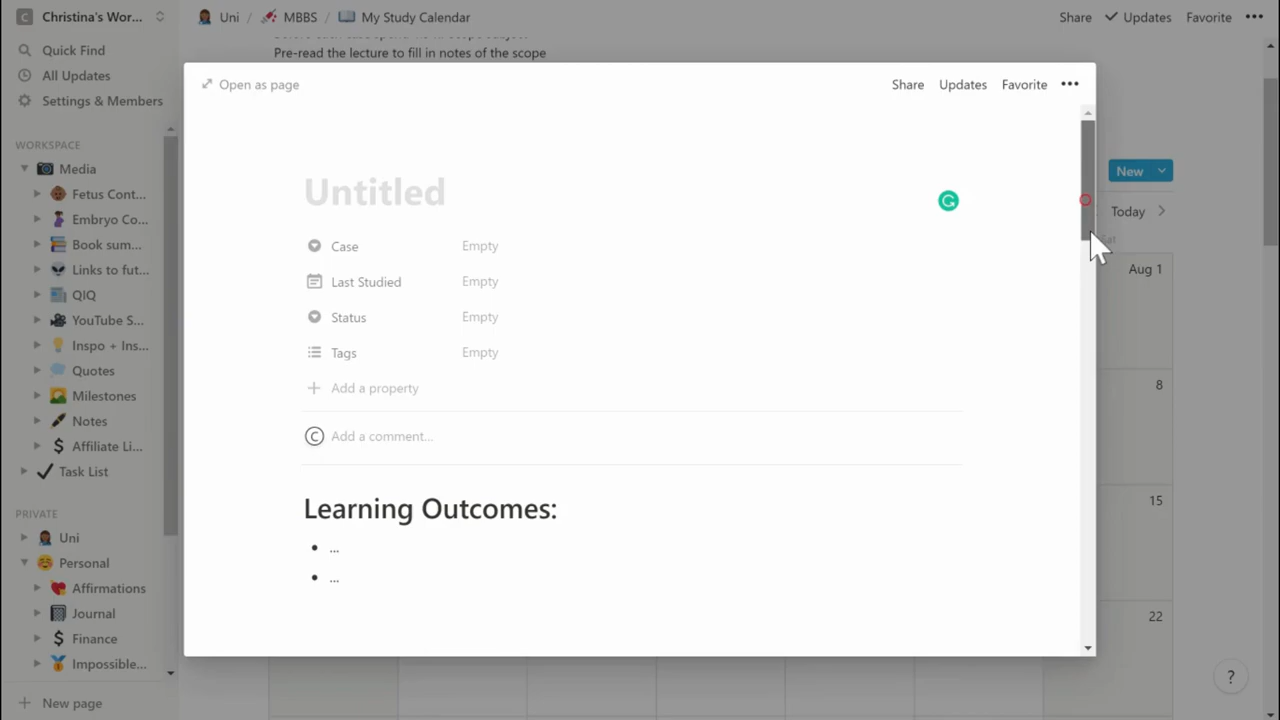 C Christina's Wor...
Uni / MBBS / My Study Calendar
Share Updates Favorite
Quick Find
All Updates
Settings & Members
WORKSPACE
Media
Fetus Cont...
Embryo Co...
Book sum...
Links to fut...
QIQ
YouTube S...
Inspo + Ins...
Quotes
Milestones
Notes
Affiliate Li...
Task List
PRIVATE
Uni
Personal
Affirmations
Journal
Finance
Impossible...
New page
Pre-read the lecture to fill in notes of the scope
Open as page
Share Updates Favorite
Untitled
Case Empty
Last Studied Empty
Status Empty
Tags Empty
Add a property
C Add a comment...
Learning Outcomes:
• ...
• ...
New
Today
Aug 1
8
15
22
?